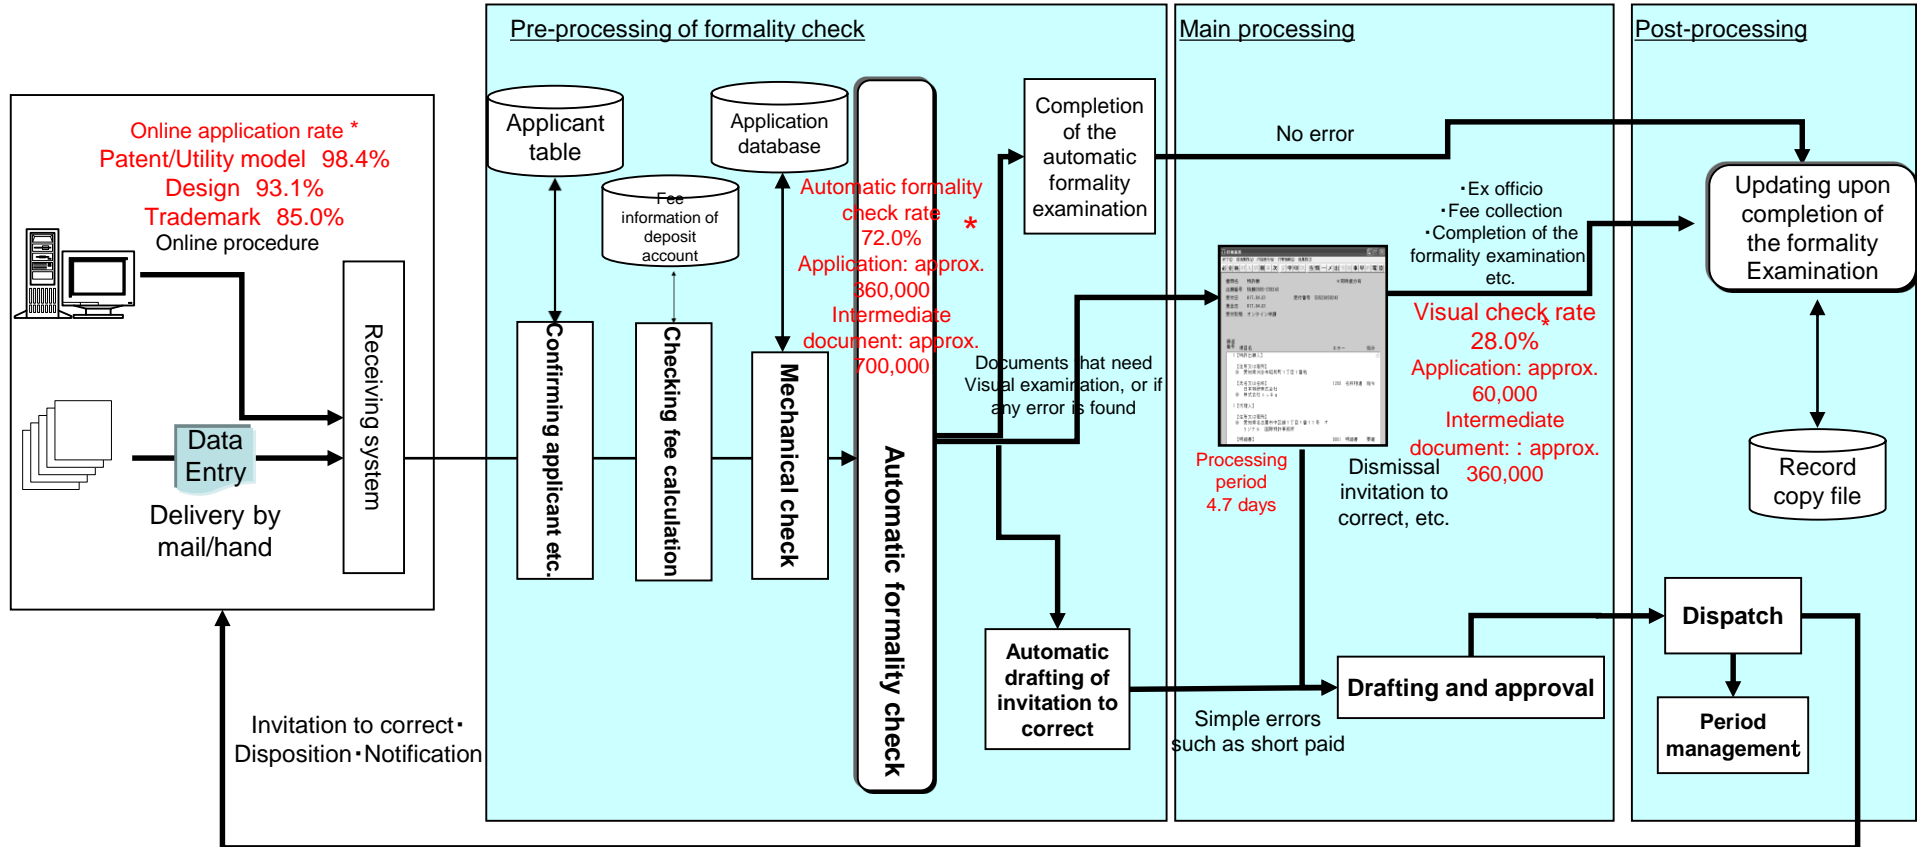 Pre-processing of formality check
Main processing
Post-processing
Online application rate *
Patent/Utility model 98.4%
Design 93.1%
Trademark 85.0%
Online procedure
Data
Entry
Delivery by
mail/hand
Receiving system
Applicant
table
Fee
information of
deposit
account
Application
database
Confirming applicant etc.
Checking fee calculation
Mechanical check
Automatic formality
check rate
72.0%
*
Application: approx.
360,000
Intermediate
document: approx.
700,000
Automatic formality check
Completion
of the
automatic
formality
examination
No error
Documents that need
Visual examination, or if
any error is found
Automatic
drafting of
invitation to
correct
Simple errors
such as short paid
Processing
period
4.7 days
Dismissal
invitation to
correct, etc.
・Ex officio
・Fee collection
・Completion of the
formality examination
etc.
Visual check rate
*
28.0%
Application: approx.
60,000
Intermediate
document: : approx.
360,000
Drafting and approval
Updating upon
completion of
the formality
Examination
Record
copy file
Dispatch
Period
management
Invitation to correct・
Disposition・Notification